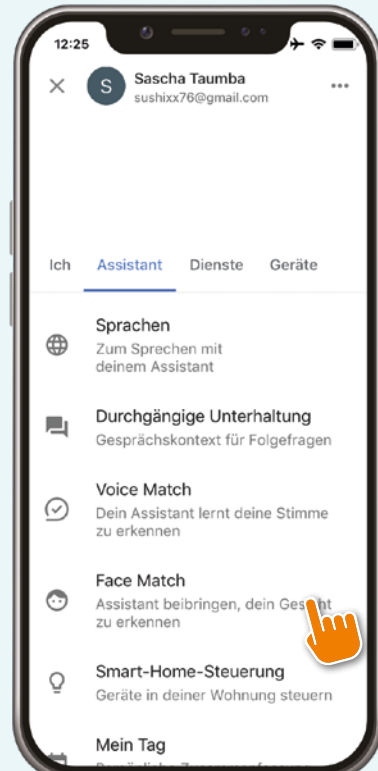 12:25
S
Sascha Taumba
sushixx76@gmail.com
Ich Assistant Dienste Geräte
Sprachen
Zum Sprechen mit
deinem Assistant
Durchgängige Unterhaltung
Gesprächskontext für Folgefragen
Voice Match
Dein Assistant lernt deine Stimme
zu erkennen
Face Match
Assistant beibringen, dein Gesicht
zu erkennen
Smart-Home-Steuerung
Geräte in deiner Wohnung steuern
Mein Tag